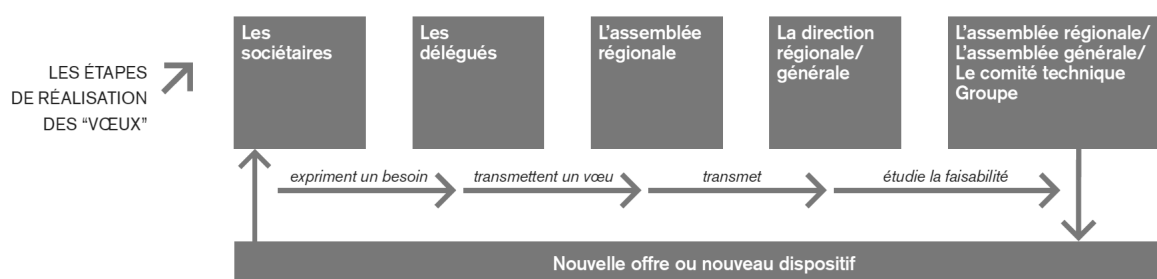 LES ÉTAPES
DE RÉALISATION
DES “VŒUX”
Les
sociétaires
Les
délégués
L’assemblée
régionale
La direction
régionale/
générale
L’assemblée régionale/
L’assemblée générale/
Le comité technique
Groupe
expriment un besoin
transmettent un vœu
transmet
étudie la faisabilité
Nouvelle offre ou nouveau dispositif